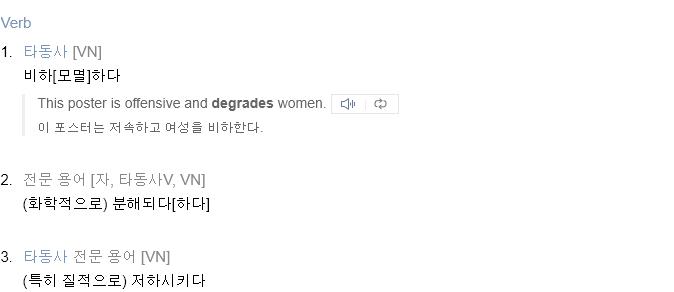 Verb
1. 타동사 [VN]
비하[모멸]하다
This poster is offensive and degrades women.
이 포스터는 저속하고 여성을 비하한다.
2. 전문 용어 [자, 타동사V, VN]
(화학적으로) 분해되다[하다]
3. 타동사 전문 용어 [VN]
(특히 질적으로) 저하시키다